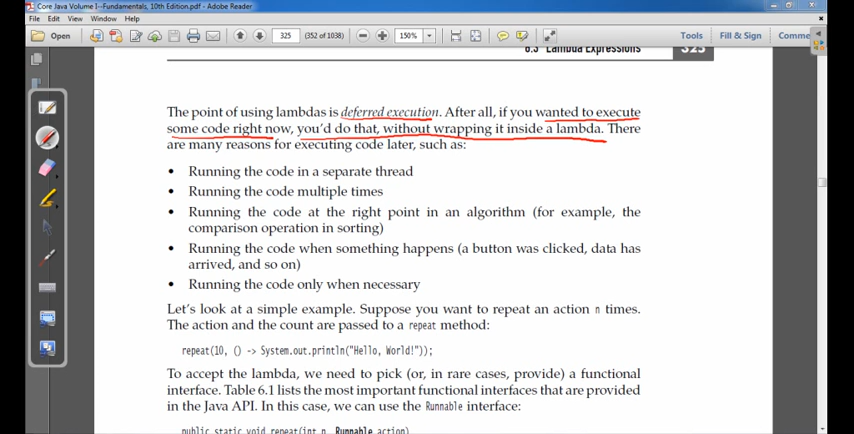 Core Java Volume I--Fundamentals, 10th Edition.pdf - Adobe Reader
File Edit View Window Help
Open 325 (352 of 1038) 150% Tools Fill & Sign Comme
6.3 Lambda Expressions 325
The point of using lambdas is deferred execution. After all, if you wanted to execute
some code right now, you'd do that, without wrapping it inside a lambda. There
are many reasons for executing code later, such as:
• Running the code in a separate thread
• Running the code multiple times
• Running the code at the right point in an algorithm (for example, the
comparison operation in sorting)
• Running the code when something happens (a button was clicked, data has
arrived, and so on)
• Running the code only when necessary
Let's look at a simple example. Suppose you want to repeat an action n times.
The action and the count are passed to a repeat method:
repeat(10, () -> System.out.println("Hello, World!"));
To accept the lambda, we need to pick (or, in rare cases, provide) a functional
interface. Table 6.1 lists the most important functional interfaces that are provided
in the Java API. In this case, we can use the Runnable interface:
public static void repeat(int n, Runnable action)